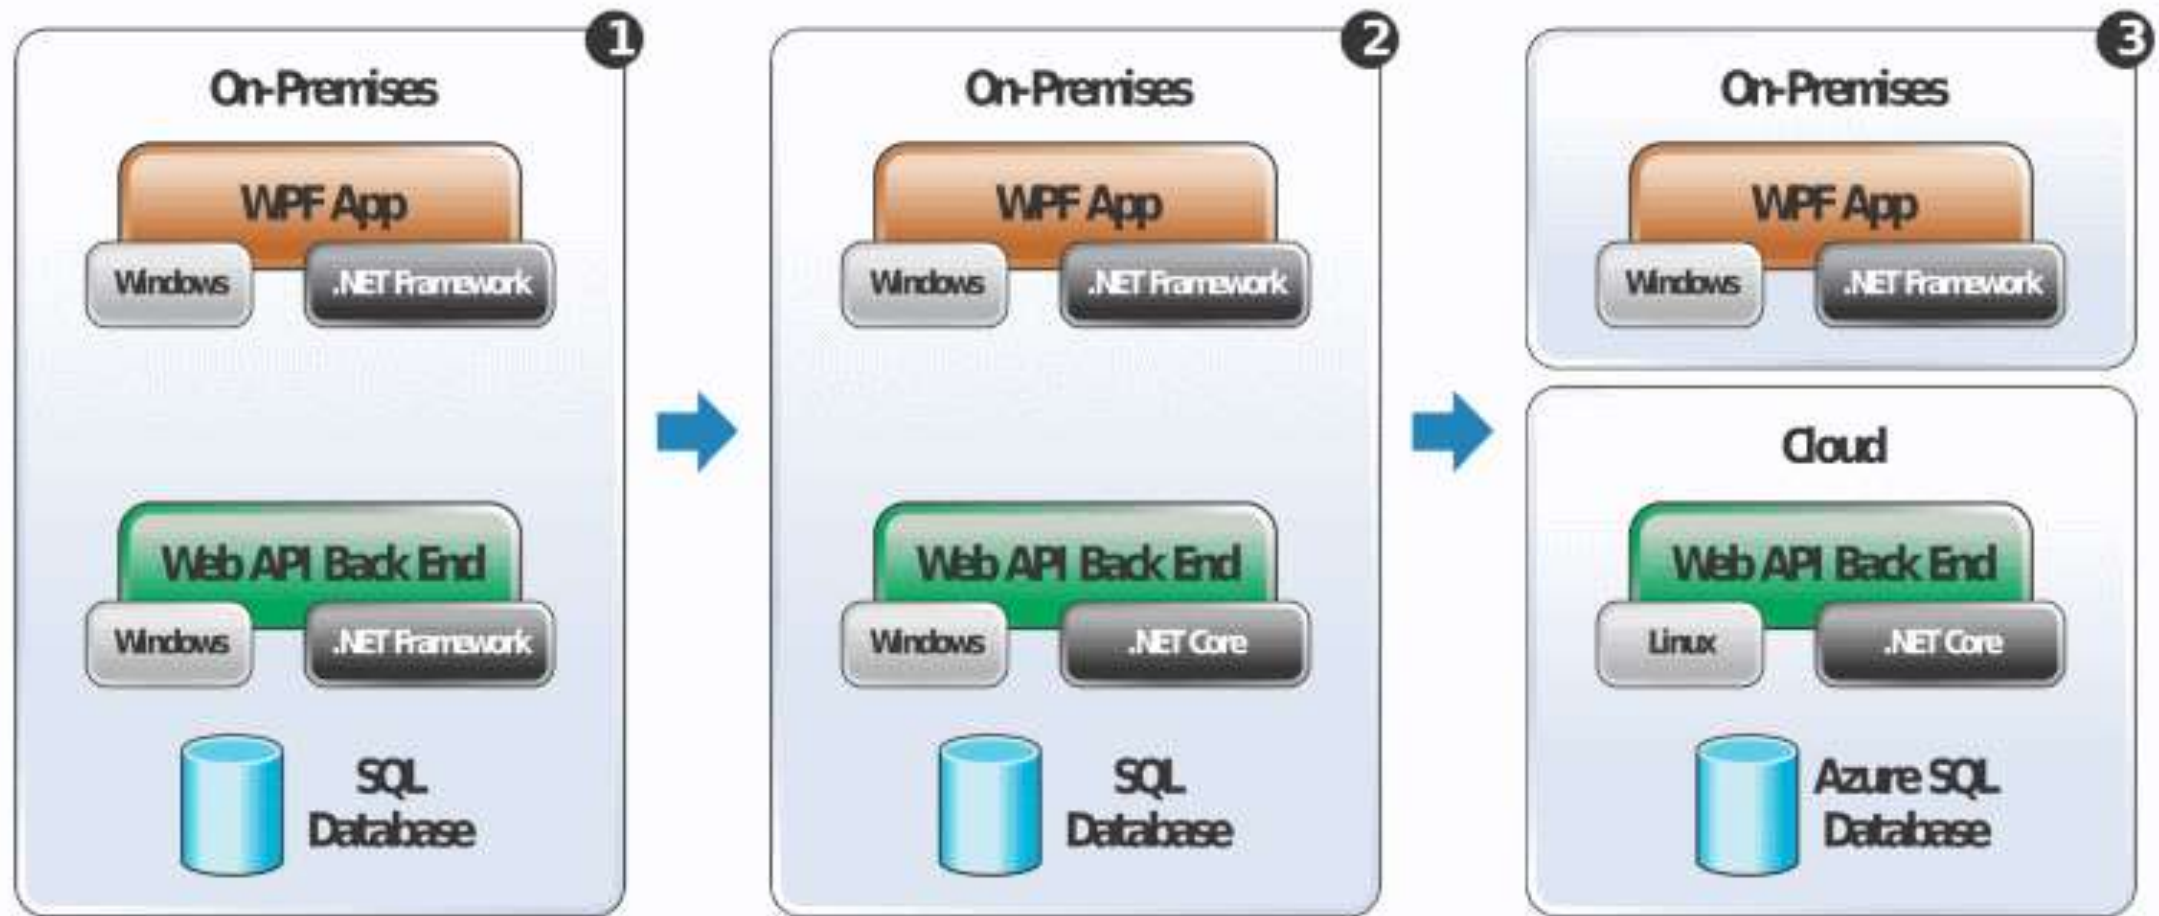 1
On-Premises
WPF App
Windows
.NET Framework
Web API Back End
Windows
.NET Framework
SQL
Database
2
On-Premises
WPF App
Windows
.NET Framework
Web API Back End
Windows
.NET Core
SQL
Database
3
On-Premises
WPF App
Windows
.NET Framework
Cloud
Web API Back End
Linux
.NET Core
Azure SQL
Database